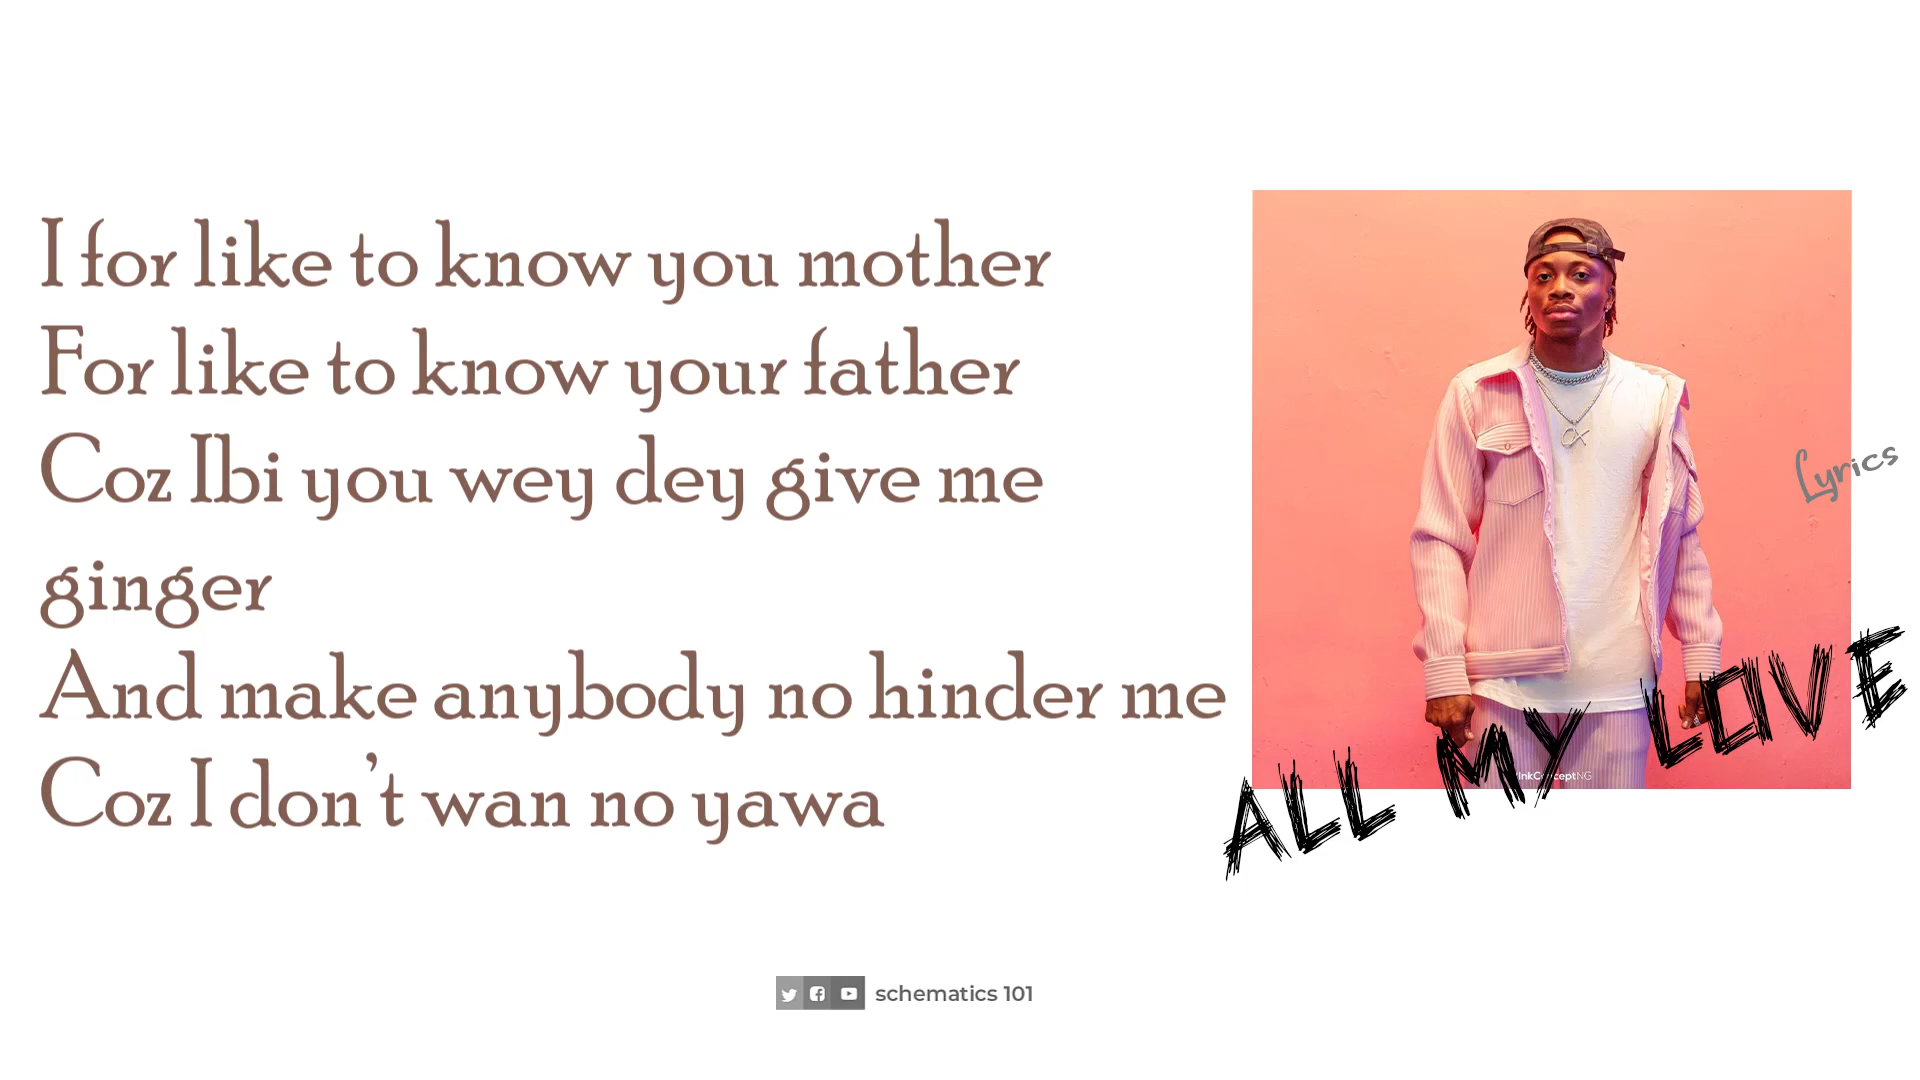 I for like to know you mother
For like to know your father
Coz Ibi you wey dey give me
ginger
And make anybody no hinder me
Coz I don’t wan no yawa
Lyrics
ALL MY LOVE
schematics 101